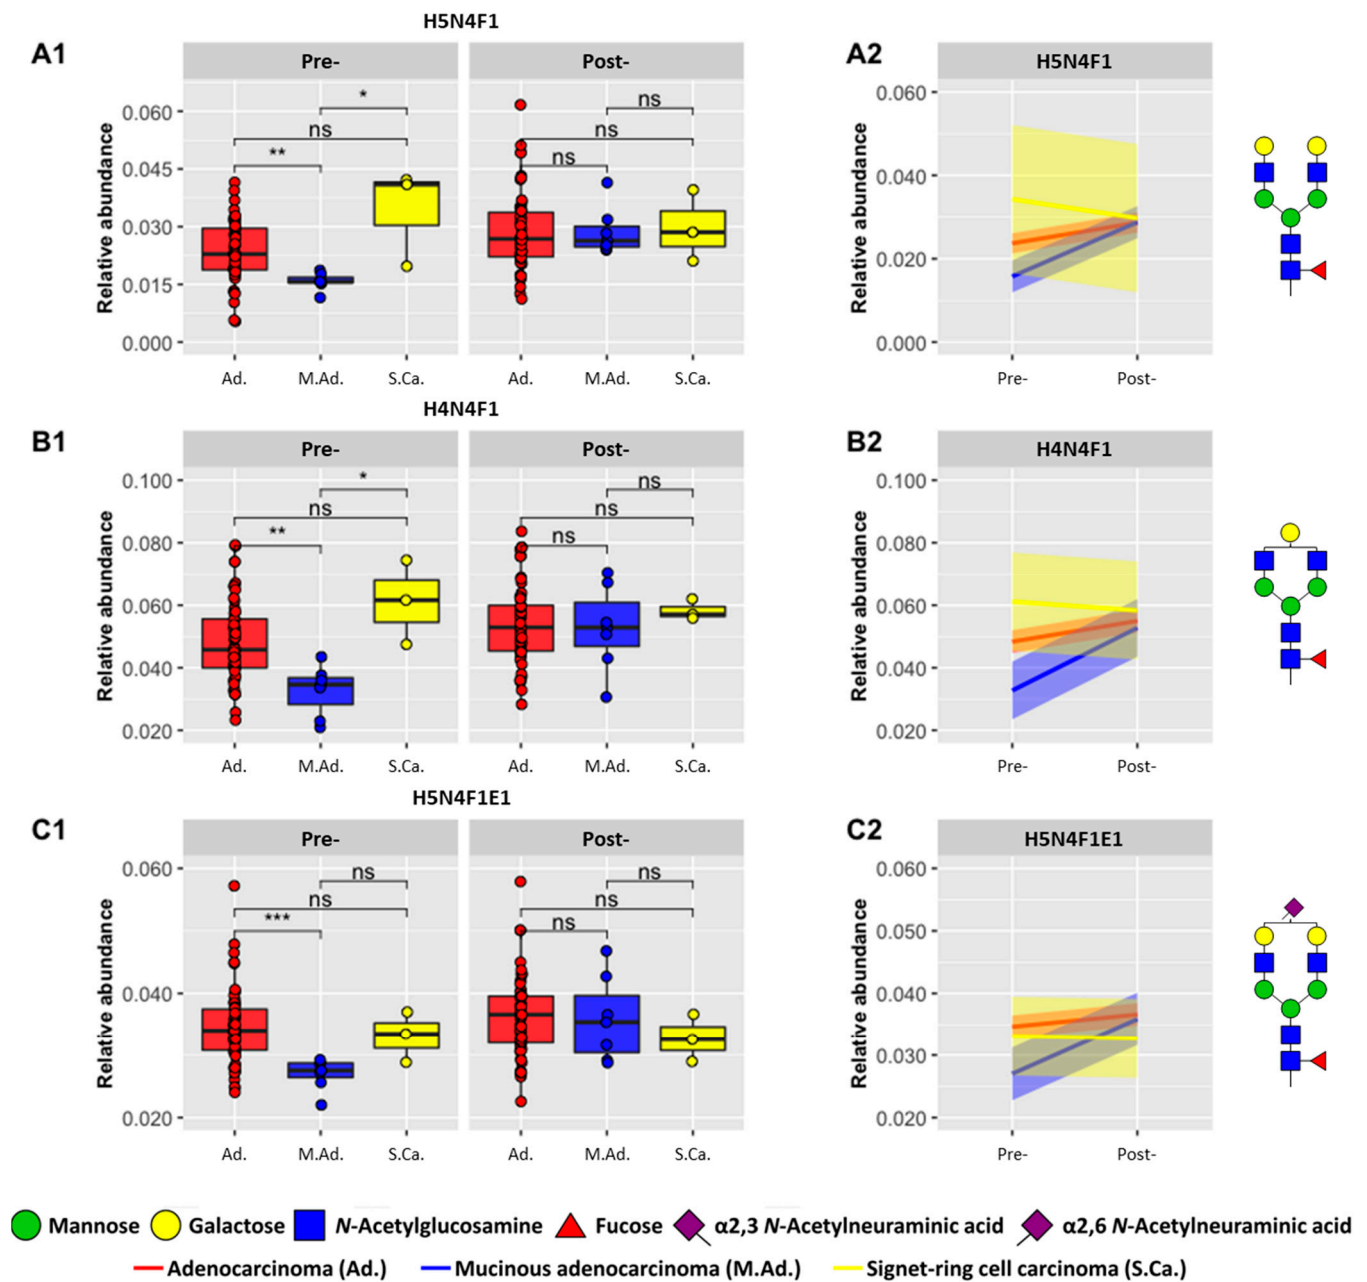 H5N4F1
A1
Pre-
Post-
Relative abundance
0.060
0.045
0.030
0.015
0.000
*
ns
**
ns
ns
ns
Ad.
M.Ad.
S.Ca.
Ad.
M.Ad.
S.Ca.
A2
H5N4F1
Relative abundance
0.060
0.040
0.020
0.000
Pre-
Post-
H4N4F1
B1
Pre-
Post-
Relative abundance
0.100
0.080
0.060
0.040
0.020
*
ns
**
ns
ns
ns
Ad.
M.Ad.
S.Ca.
Ad.
M.Ad.
S.Ca.
B2
H4N4F1
Relative abundance
0.100
0.080
0.060
0.040
0.020
Pre-
Post-
H5N4F1E1
C1
Pre-
Post-
Relative abundance
0.060
0.040
0.020
ns
ns
***
ns
ns
ns
Ad.
M.Ad.
S.Ca.
Ad.
M.Ad.
S.Ca.
C2
H5N4F1E1
Relative abundance
0.060
0.050
0.040
0.030
0.020
Pre-
Post-
Mannose Galactose N-Acetylglucosamine Fucose α2,3 N-Acetylneuraminic acid α2,6 N-Acetylneuraminic acid
Adenocarcinoma (Ad.) Mucinous adenocarcinoma (M.Ad.) Signet-ring cell carcinoma (S.Ca.)